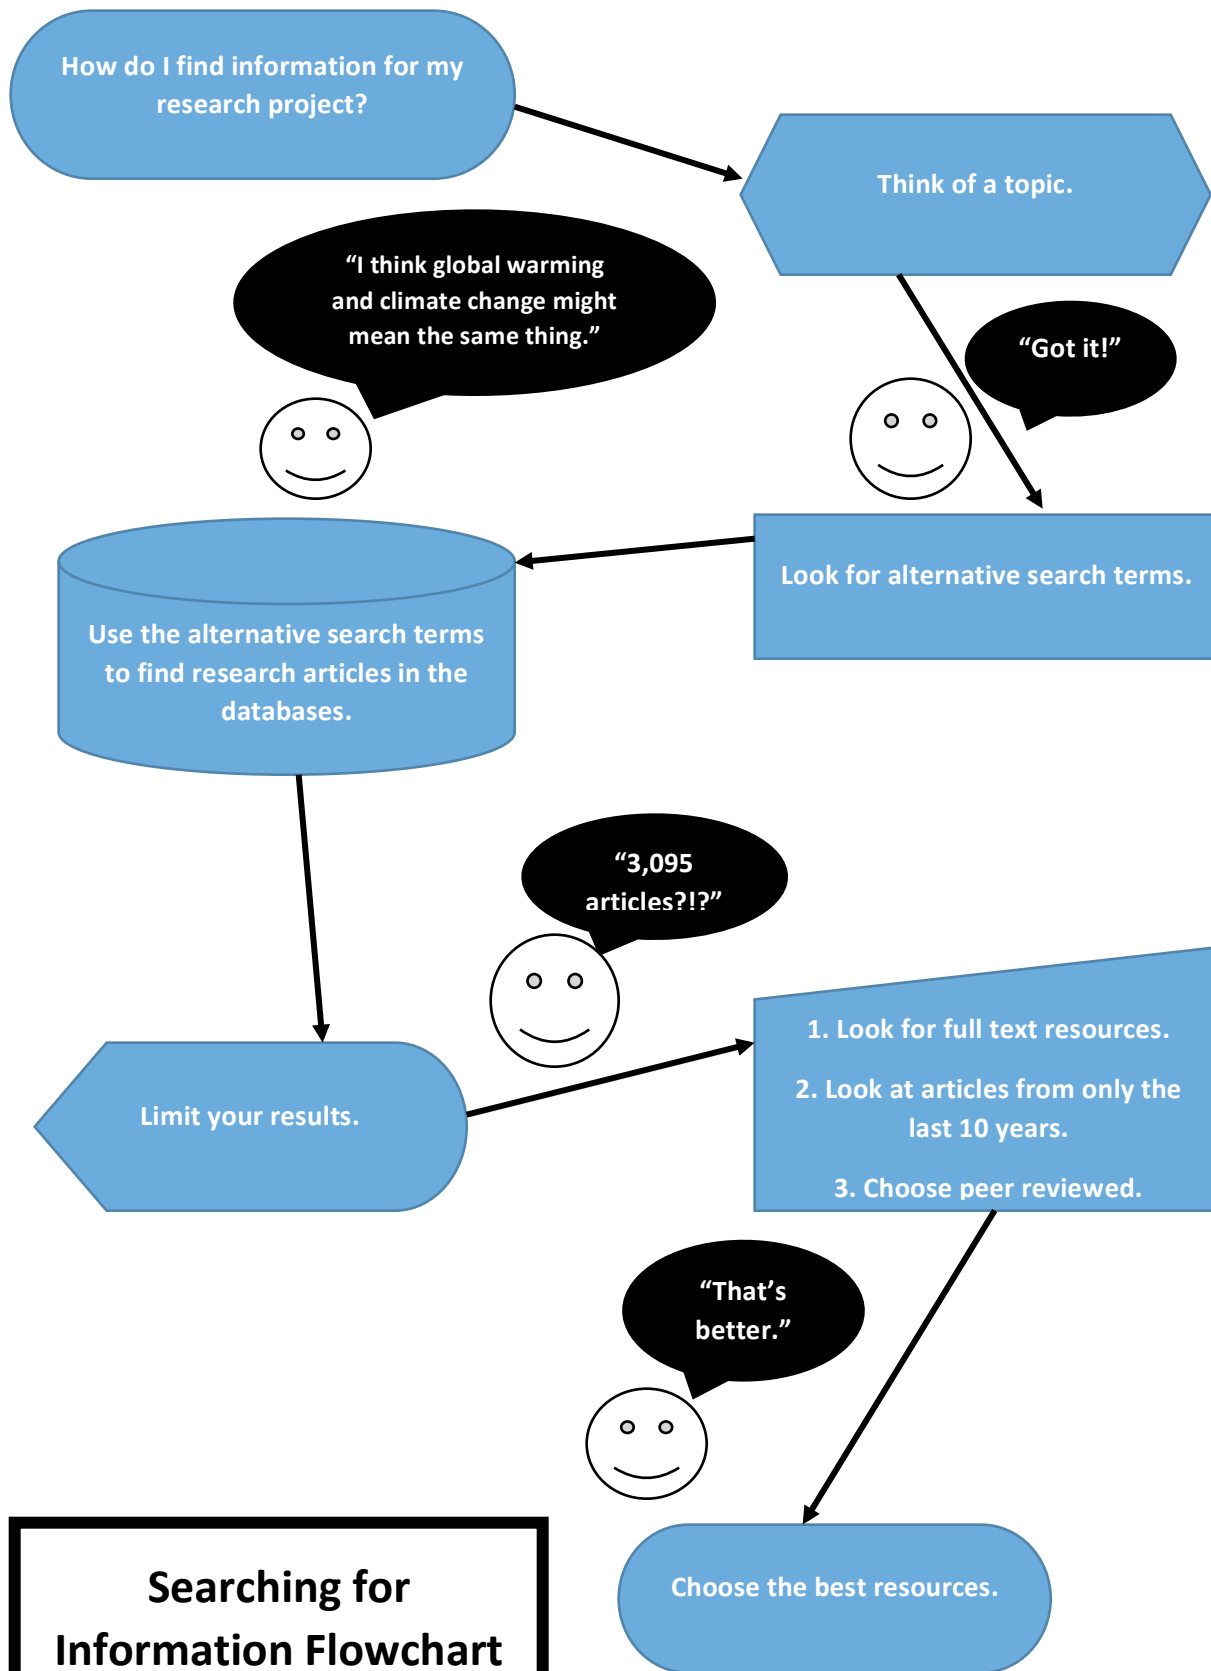 How do I find information for my
research project?
Think of a topic.
“I think global warming
and climate change might
mean the same thing.”
“Got it!”
Look for alternative search terms.
Use the alternative search terms
to find research articles in the
databases.
“3,095
articles?!?”
1. Look for full text resources.
2. Look at articles from only the
last 10 years.
3. Choose peer reviewed.
Limit your results.
“That’s
better.”
Choose the best resources.
Searching for
Information Flowchart